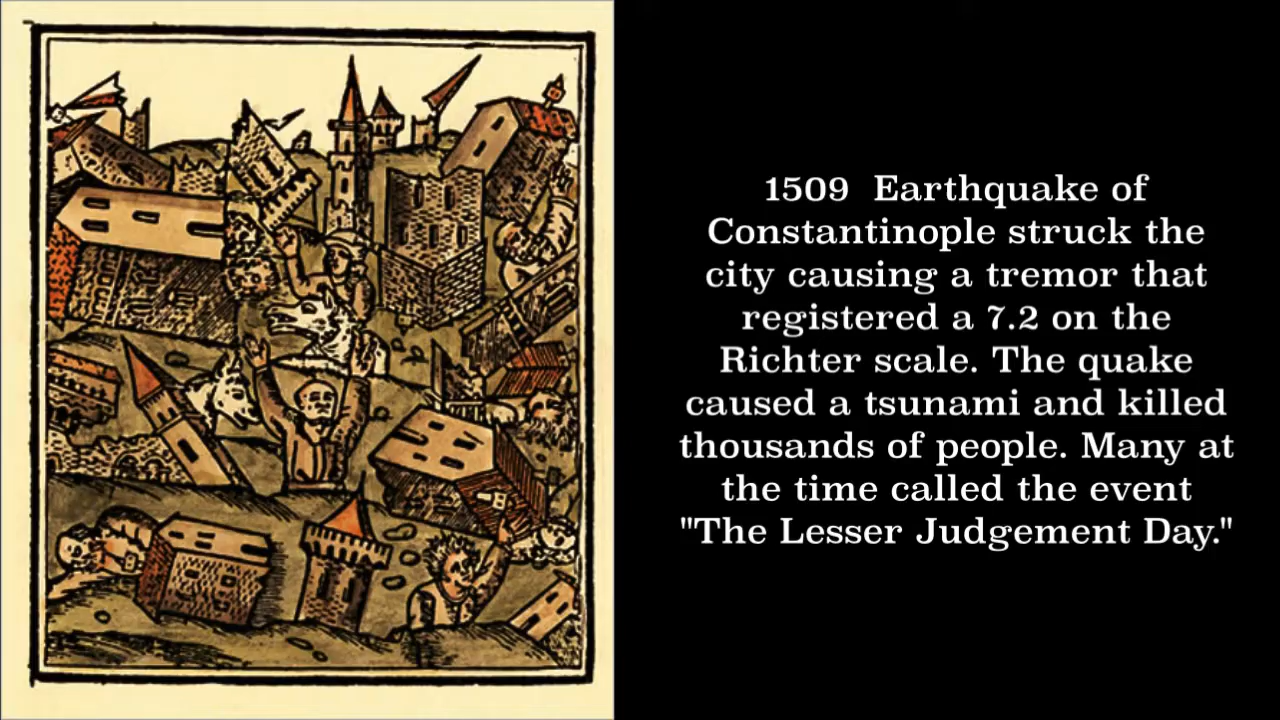 1509  Earthquake of
Constantinople struck the
city causing a tremor that
registered a 7.2 on the
Richter scale. The quake
caused a tsunami and killed
thousands of people. Many at
the time called the event
"The Lesser Judgement Day."